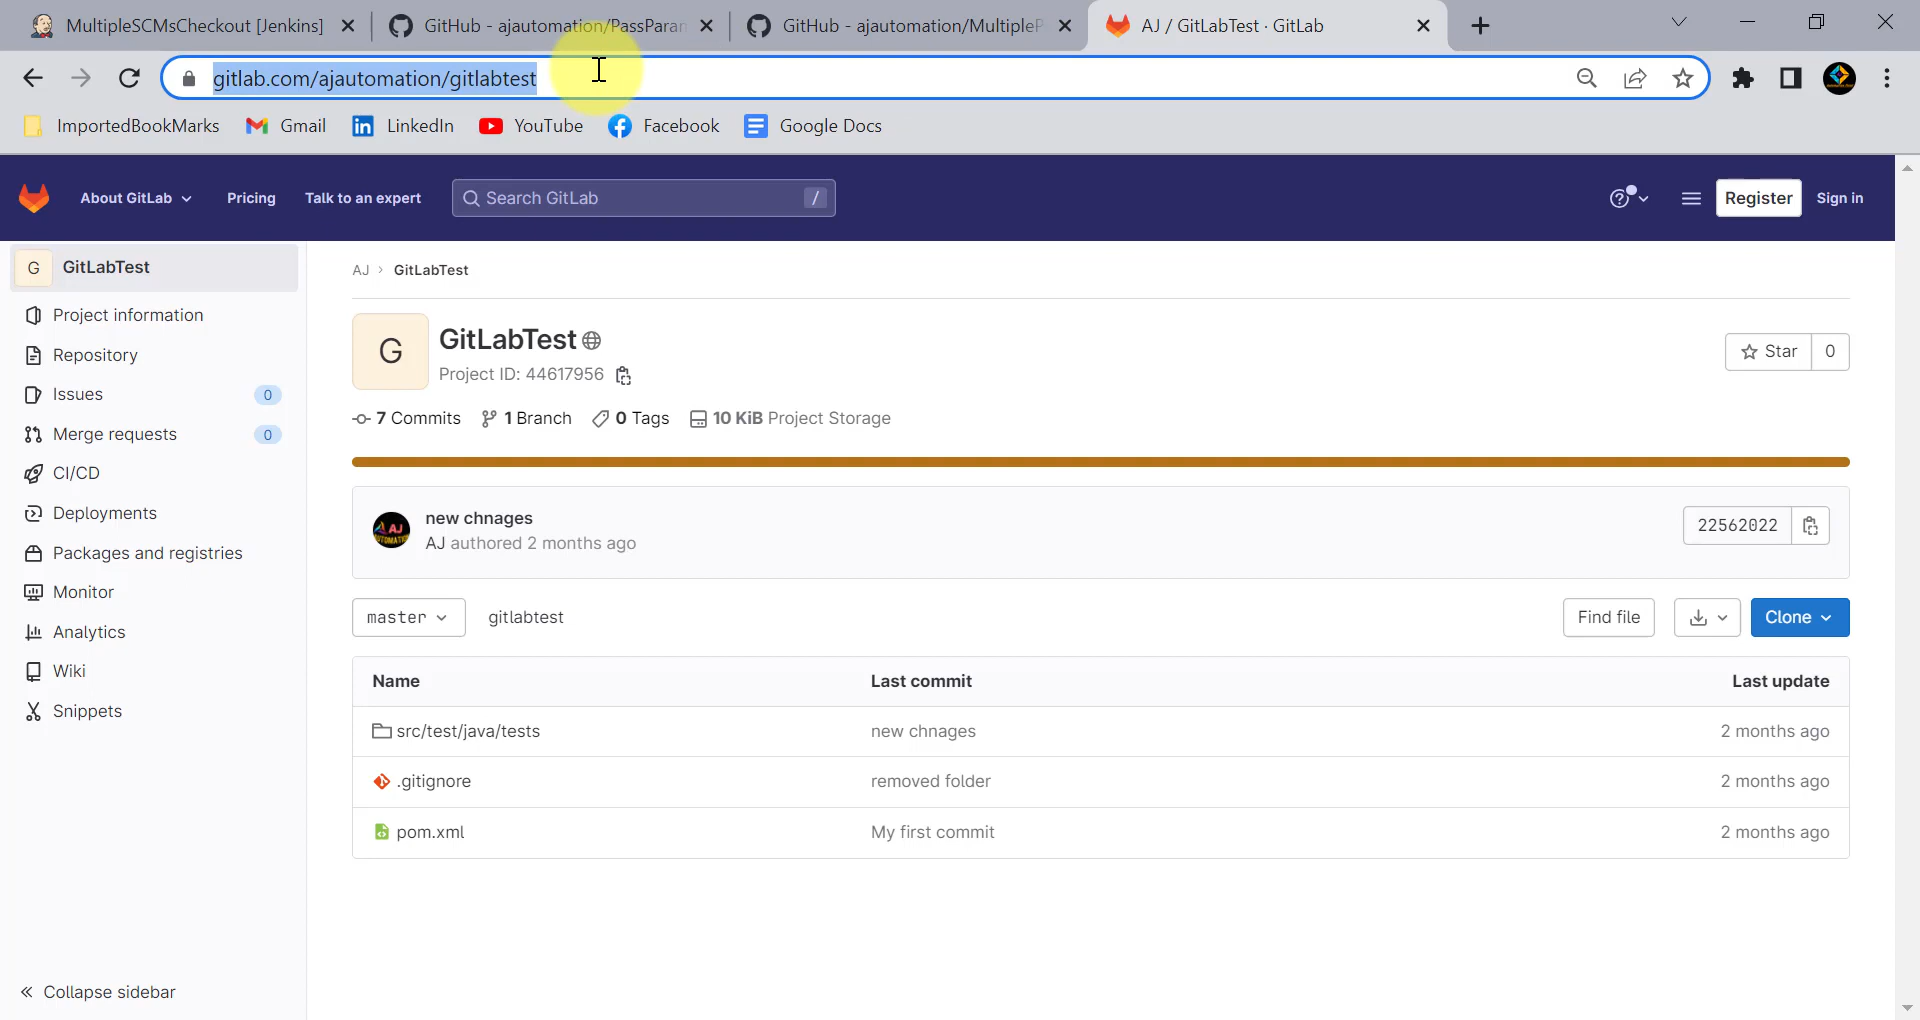 MultipleSCMsCheckout [Jenkins]
GitHub - ajautomation/PassParan
GitHub - ajautomation/MultipleP
AJ / GitLabTest · GitLab
gitlab.com/ajautomation/gitlabtest
ImportedBookMarks
Gmail
LinkedIn
YouTube
Facebook
Google Docs
About GitLab
Pricing
Talk to an expert
Search GitLab
/
Register
Sign in
G
GitLabTest
Project information
Repository
Issues
0
Merge requests
0
CI/CD
Deployments
Packages and registries
Monitor
Analytics
Wiki
Snippets
Collapse sidebar
AJ › GitLabTest
G
GitLabTest
Project ID: 44617956
Star
0
7 Commits
1 Branch
0 Tags
10 KiB Project Storage
new chnages
AJ authored 2 months ago
22562022
master
gitlabtest
Find file
Clone
Name
Last commit
Last update
src/test/java/tests
new chnages
2 months ago
.gitignore
removed folder
2 months ago
pom.xml
My first commit
2 months ago